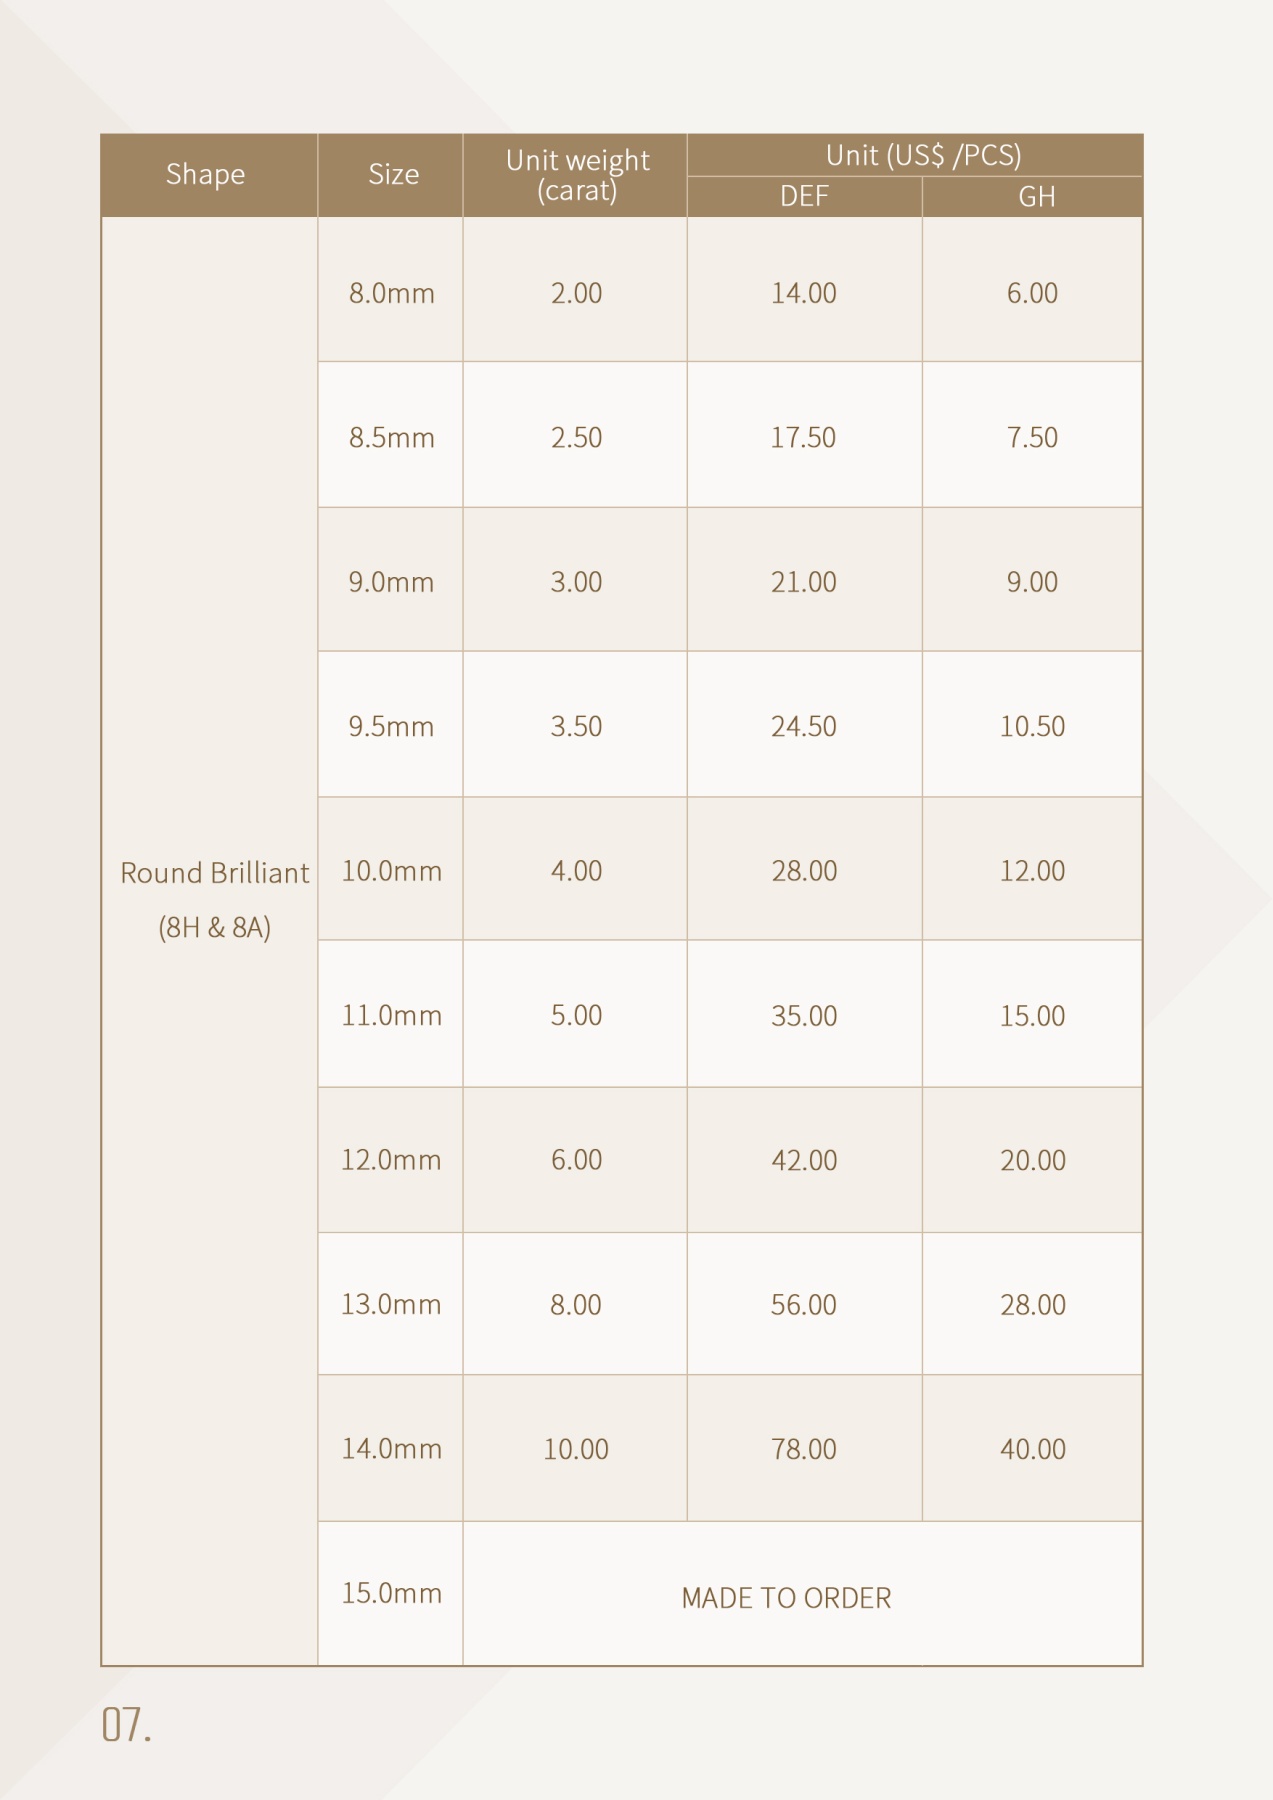 Shape Size Unit weight (carat) Unit (US$ /PCS)
DEF GH
8.0mm 2.00 14.00 6.00
8.5mm 2.50 17.50 7.50
9.0mm 3.00 21.00 9.00
9.5mm 3.50 24.50 10.50
Round Brilliant 10.0mm 4.00 28.00 12.00
(8H & 8A)
11.0mm 5.00 35.00 15.00
12.0mm 6.00 42.00 20.00
13.0mm 8.00 56.00 28.00
14.0mm 10.00 78.00 40.00
15.0mm MADE TO ORDER
07.